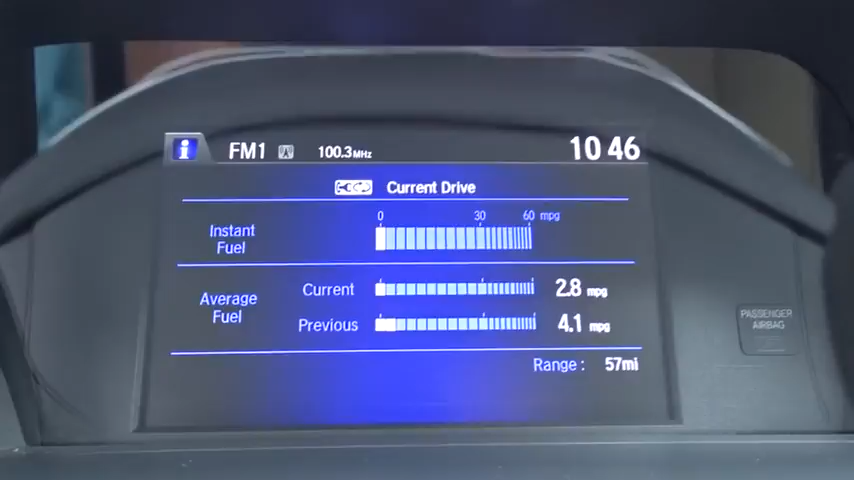 i FM1 100.3MHz 10 46
Current Drive
0 30 60 mpg
Instant
Fuel
Average
Fuel
Current 2.8 mpg
Previous 4.1 mpg
Range : 57mi
PASSENGER
AIRBAG